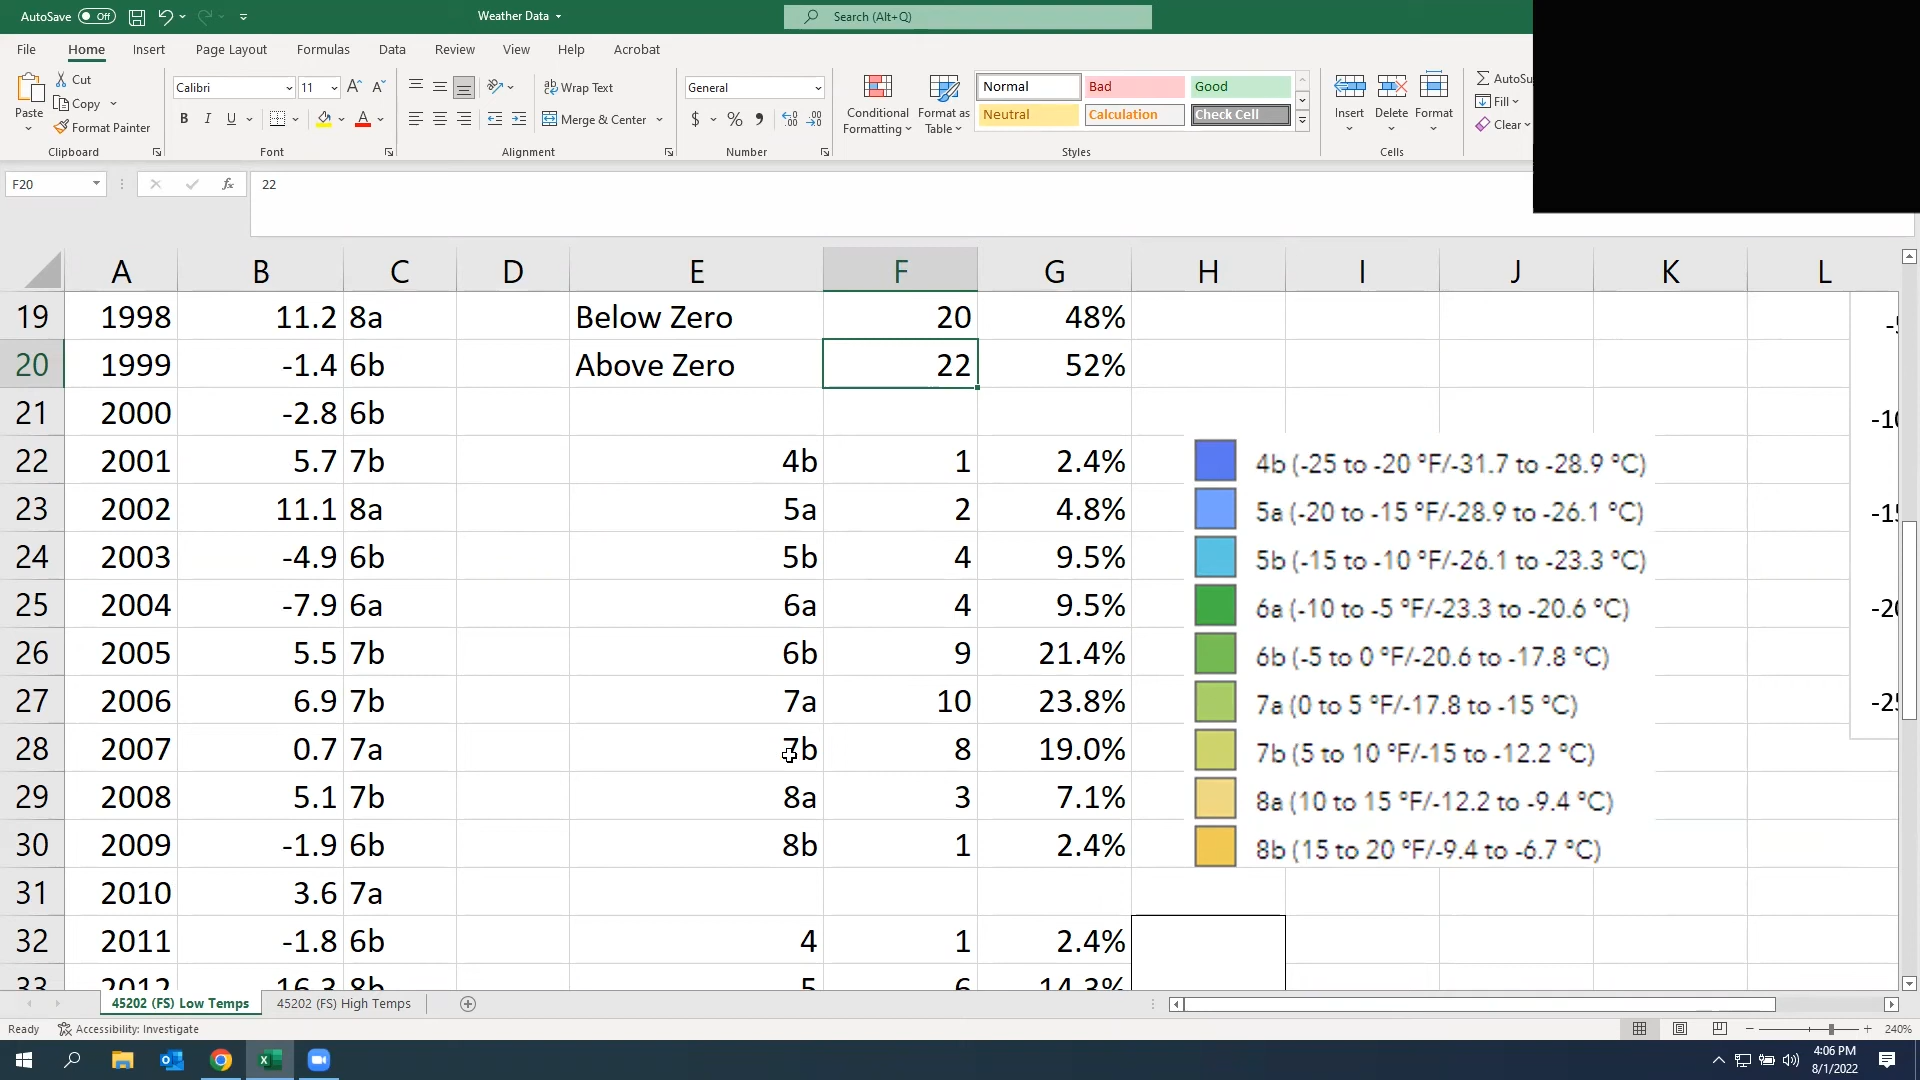 AutoSave Off Weather Data Search (Alt+Q)
File Home Insert Page Layout Formulas Data Review View Help Acrobat
Paste Cut Copy Format Painter Clipboard
Calibri 11 B I U Font
Wrap Text Merge & Center Alignment
General $ % Number
Conditional Formatting Format as Table
Normal Bad Good
Neutral Calculation Check Cell
Styles
Insert Delete Format Cells
AutoSu
Fill
Clear
F20 fx 22
A B C D E F G H I J K L
19 1998 11.2 8a Below Zero 20 48%
20 1999 -1.4 6b Above Zero 22 52%
21 2000 -2.8 6b
22 2001 5.7 7b 4b 1 2.4% 4b (-25 to -20 °F/-31.7 to -28.9 °C)
23 2002 11.1 8a 5a 2 4.8% 5a (-20 to -15 °F/-28.9 to -26.1 °C)
24 2003 -4.9 6b 5b 4 9.5% 5b (-15 to -10 °F/-26.1 to -23.3 °C)
25 2004 -7.9 6a 6a 4 9.5% 6a (-10 to -5 °F/-23.3 to -20.6 °C)
26 2005 5.5 7b 6b 9 21.4% 6b (-5 to 0 °F/-20.6 to -17.8 °C)
27 2006 6.9 7b 7a 10 23.8% 7a (0 to 5 °F/-17.8 to -15 °C)
28 2007 0.7 7a 7b 8 19.0% 7b (5 to 10 °F/-15 to -12.2 °C)
29 2008 5.1 7b 8a 3 7.1% 8a (10 to 15 °F/-12.2 to -9.4 °C)
30 2009 -1.9 6b 8b 1 2.4% 8b (15 to 20 °F/-9.4 to -6.7 °C)
31 2010 3.6 7a
32 2011 -1.8 6b 4 1 2.4%
33 2012 16.3 8b 5 6 14.3%
45202 (FS) Low Temps 45202 (FS) High Temps
Ready Accessibility: Investigate 240%
4:06 PM
8/1/2022